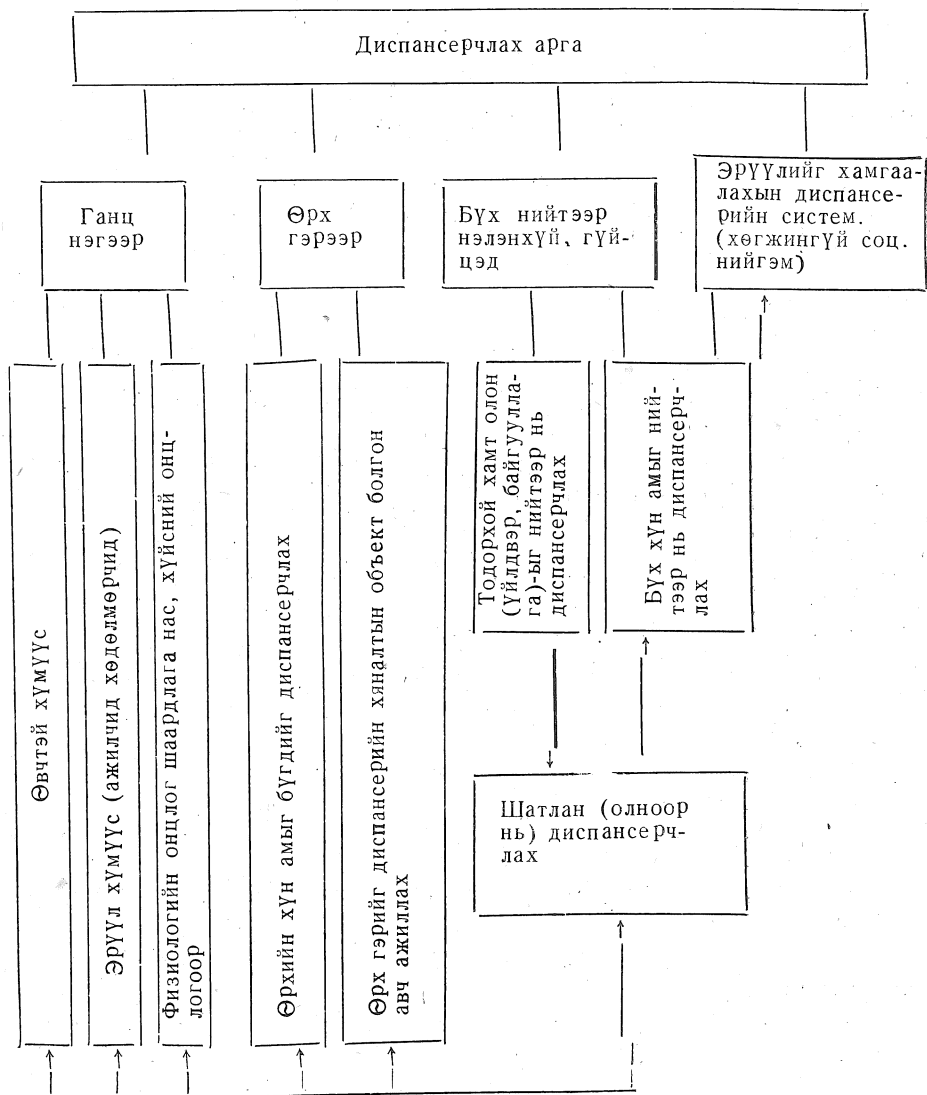 Диспансерчлах арга
Ганц
нэгээр
Өрх
гэрээр
Бүх нийтээр
нэлэнхүй, гүй-
цэд
Эрүүлийг хамгаа-
лахын диспансе-
рийн систем.
(хөгжингүй соц.
нийгэм)
Өвчтэй хүмүүс
Эрүүл хүмүүс (ажилчид хөдөлмөрчид)
Физиологийн онцлог шаардлага нас, хүйсний онц-
логоор
Өрхийн хүн амыг бүгдийг диспансерчлах
Өрх гэрийг диспансерийн хяналтын объект болгон
авч ажиллах
Тодорхой хамт олон
(үйлдвэр, байгуулла-
га)-ыг нийтээр нь
диспансерчлах
Бүх хүн амыг ний-
тээр нь диспансерч-
лах
Щатлан (олноор
нь) диспансерч-
лах